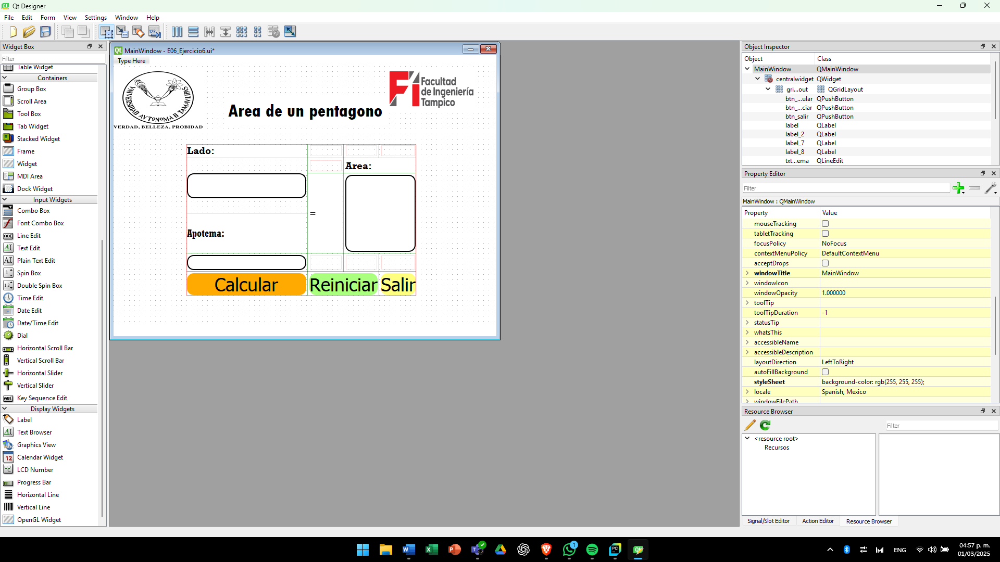 Qt Designer
File Edit Form View Settings Window Help
Widget Box
Filter
Table Widget
Containers
Group Box
Scroll Area
Tool Box
Tab Widget
Stacked Widget
Frame
Widget
MDI Area
Dock Widget
Input Widgets
Combo Box
Font Combo Box
Line Edit
Text Edit
Plain Text Edit
Spin Box
Double Spin Box
Time Edit
Date Edit
Date/Time Edit
Dial
Horizontal Scroll Bar
Vertical Scroll Bar
Horizontal Slider
Vertical Slider
Key Sequence Edit
Display Widgets
Label
Text Browser
Graphics View
Calendar Widget
LCD Number
Progress Bar
Horizontal Line
Vertical Line
OpenGL Widget
MainWindow - E06_Ejercicio6.ui*
Type Here
VERDAD, BELLEZA, PROBIDAD
Area de un pentagono
Fi Facultad
de Ingeniería
Tampico
Lado:
Area:
=
Apotema:
Calcular Reiniciar Salir
Object Inspector
Object Class
MainWindow QMainWindow
centralwidget QWidget
gri...out QGridLayout
btn_...ular QPushButton
btn_...ciar QPushButton
btn_salir QPushButton
label QLabel
label_2 QLabel
label_7 QLabel
label_8 QLabel
txt...ema QLineEdit
Property Editor
Filter
MainWindow : QMainWindow
Property Value
mouseTracking
tabletTracking
focusPolicy NoFocus
contextMenuPolicy DefaultContextMenu
acceptDrops
windowTitle MainWindow
windowIcon
windowOpacity 1.000000
toolTip
toolTipDuration -1
statusTip
whatsThis
accessibleName
accessibleDescription
layoutDirection LeftToRight
autoFillBackground
styleSheet background-color: rgb(255, 255, 255);
locale Spanish, Mexico
windowFilePath
Resource Browser
Filter
<resource root>
Recursos
Signal/Slot Editor Action Editor Resource Browser
ENG
04:57 p. m.
01/03/2025